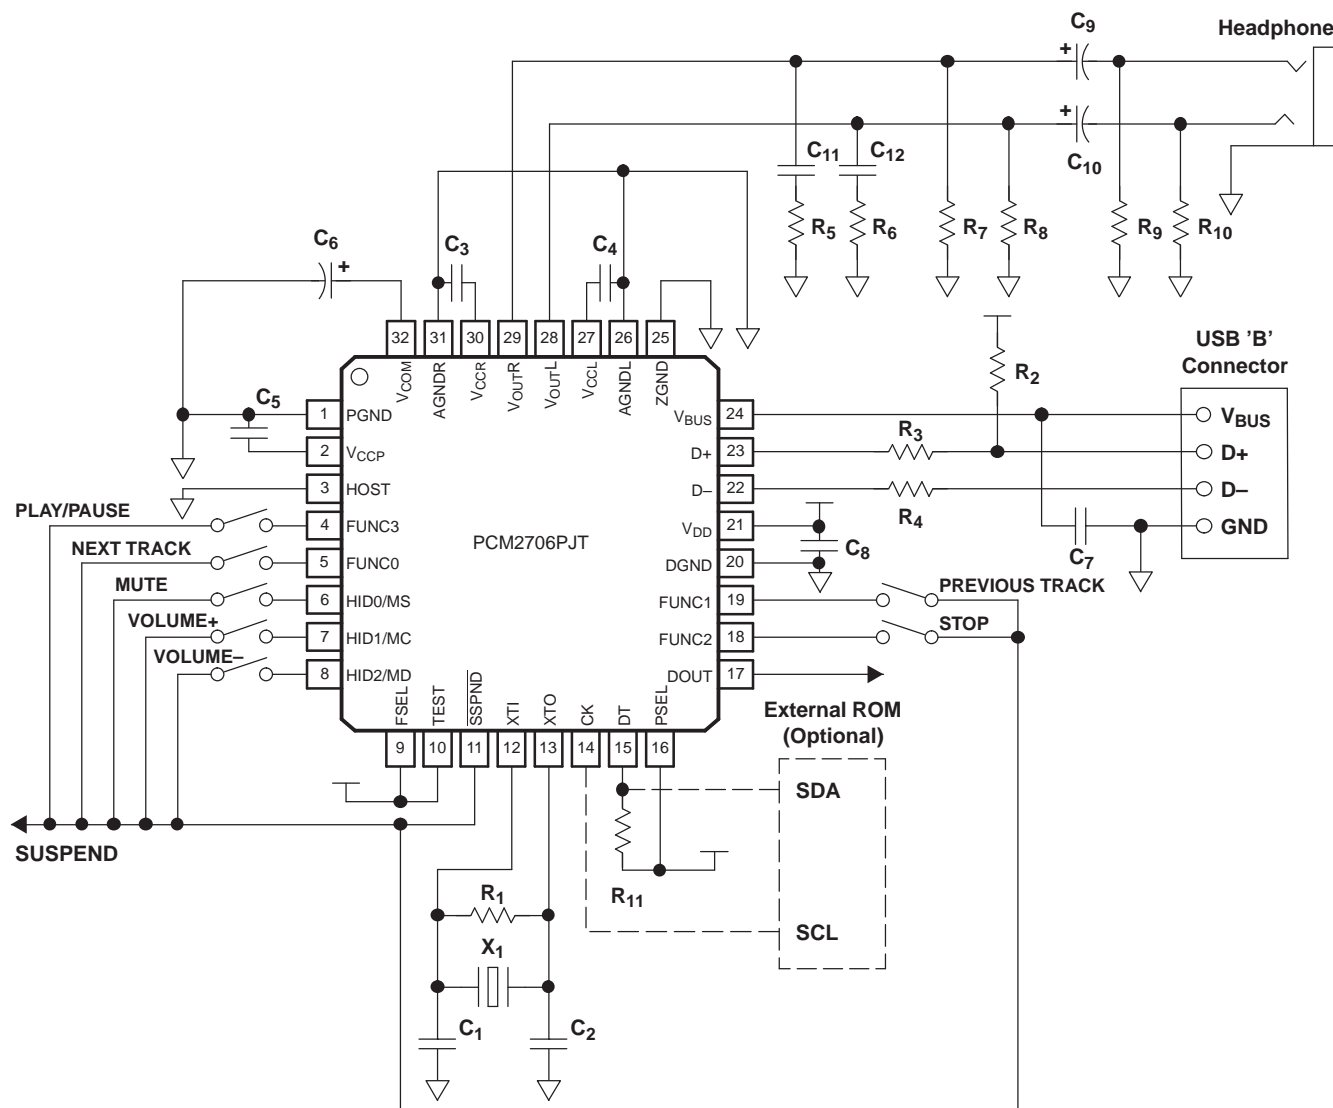 C9
Headphone
C10
C11
C12
R5
R6
R7
R8
R9
R10
C6
C3
C4
32
31
30
29
28
27
26
25
VCOM
AGNDR
VCCR
VOUTR
VOUTL
VCCL
AGNDL
ZGND
R2
USB 'B'
Connector
C5
1 PGND
2 VCCP
3 HOST
4 FUNC3
5 FUNC0
6 HID0/MS
7 HID1/MC
8 HID2/MD
PLAY/PAUSE
NEXT TRACK
MUTE
VOLUME+
VOLUME–
PCM2706PJT
VBUS 24
D+ 23
D– 22
VDD 21
DGND 20
FUNC1 19
FUNC2 18
DOUT 17
R3
R4
VBUS
D+
D–
GND
C8
C7
PREVIOUS TRACK
STOP
FSEL
TEST
SSPND
XTI
XTO
CK
DT
PSEL
9
10
11
12
13
14
15
16
External ROM
(Optional)
SDA
SCL
SUSPEND
R11
R1
X1
C1
C2